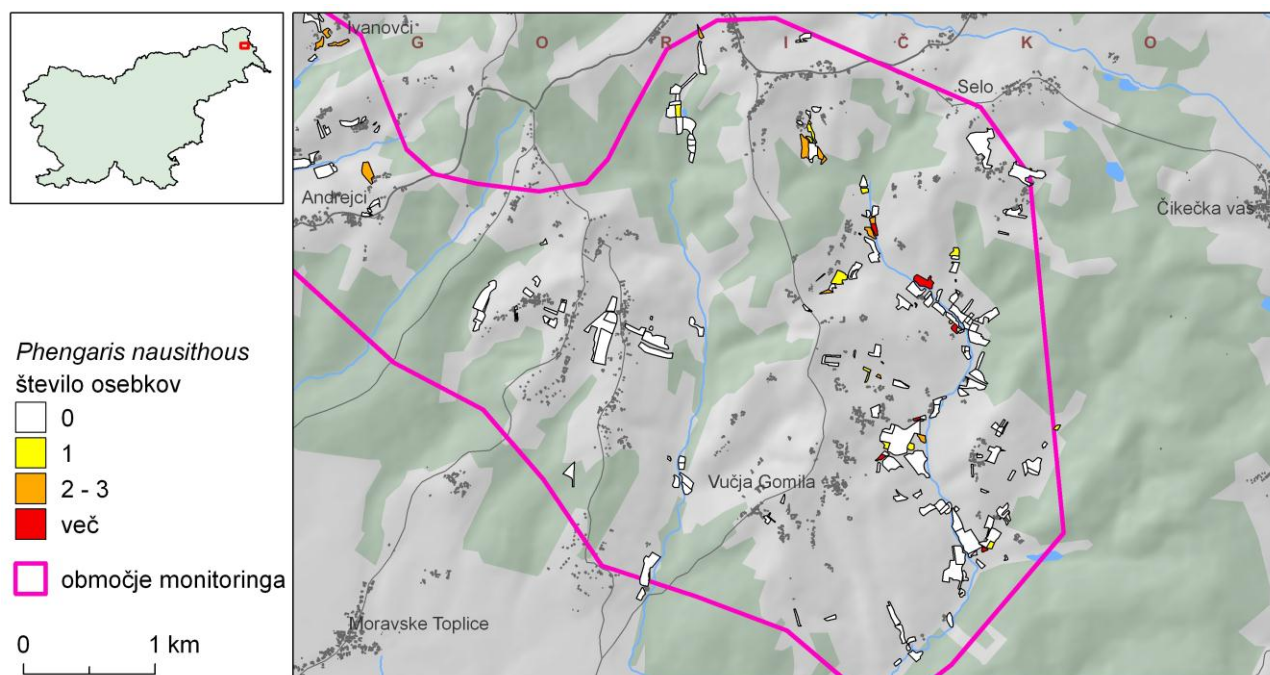 Phengaris nausithous
število osebkov
0
1
2 - 3
več
območje monitoringa
0 1 km
Ivanovci
G O R I Č K O
Selo
Andrejci
Čikečka vas
Vučja Gomila
Moravske Toplice